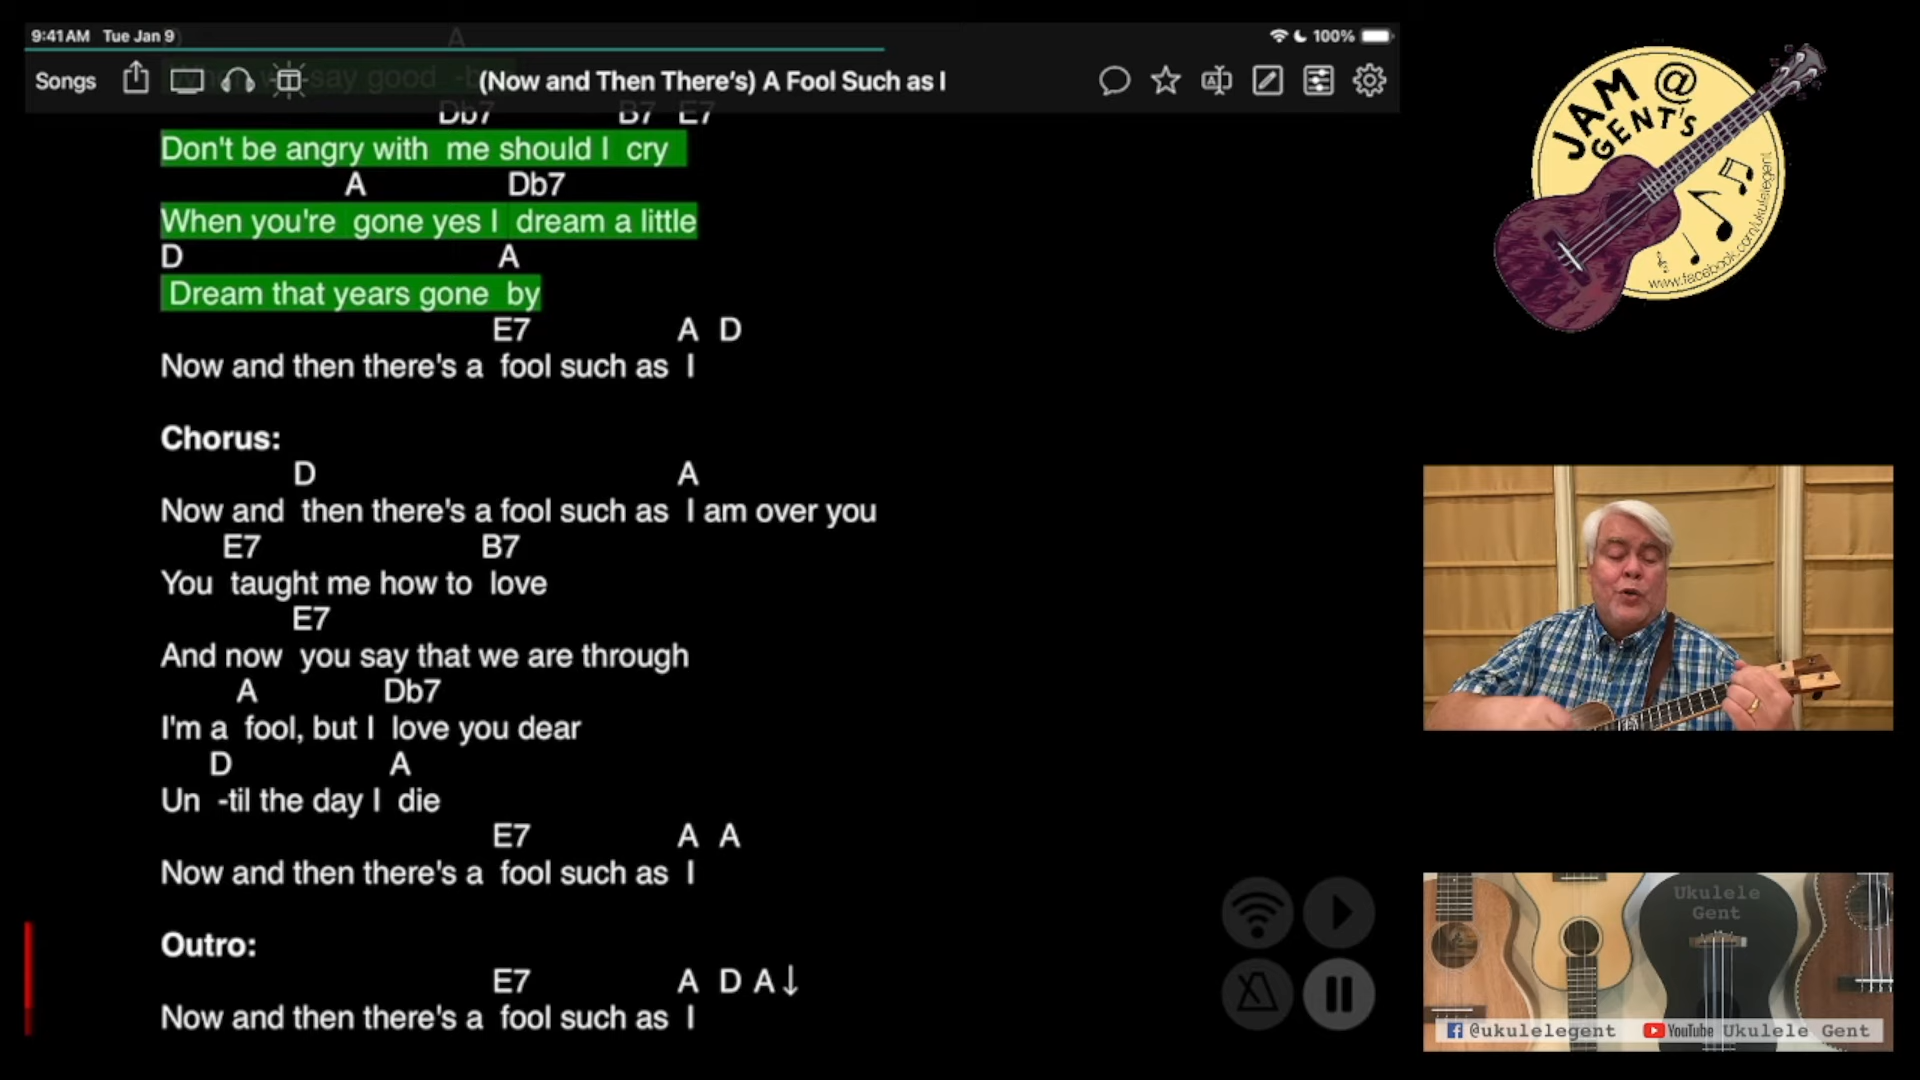 9:41AM Tue Jan 9
100%
A
Songs
(Now and Then There's) A Fool Such as I
say good -b
Db7 B7 E7
Don't be angry with me should I cry
A Db7
When you're gone yes I dream a little
D A
Dream that years gone by
E7 A D
Now and then there's a fool such as I
Chorus:
D A
Now and then there's a fool such as I am over you
E7 B7
You taught me how to love
E7
And now you say that we are through
A Db7
I'm a fool, but I love you dear
D A
Un -til the day I die
E7 A A
Now and then there's a fool such as I
Outro:
E7 A D A↓
Now and then there's a fool such as I
JAM @
GENT'S
www.facebook.com/ukulelegent
Ukulele
Gent
@ukulelegent YouTube Ukulele Gent